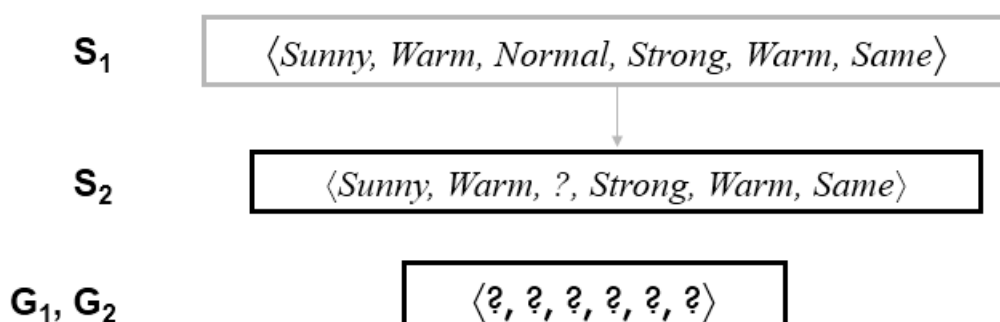 S₁ ⟨Sunny, Warm, Normal, Strong, Warm, Same⟩
S₂ ⟨Sunny, Warm, ?, Strong, Warm, Same⟩
G₁, G₂ ⟨?, ?, ?, ?, ?, ?⟩